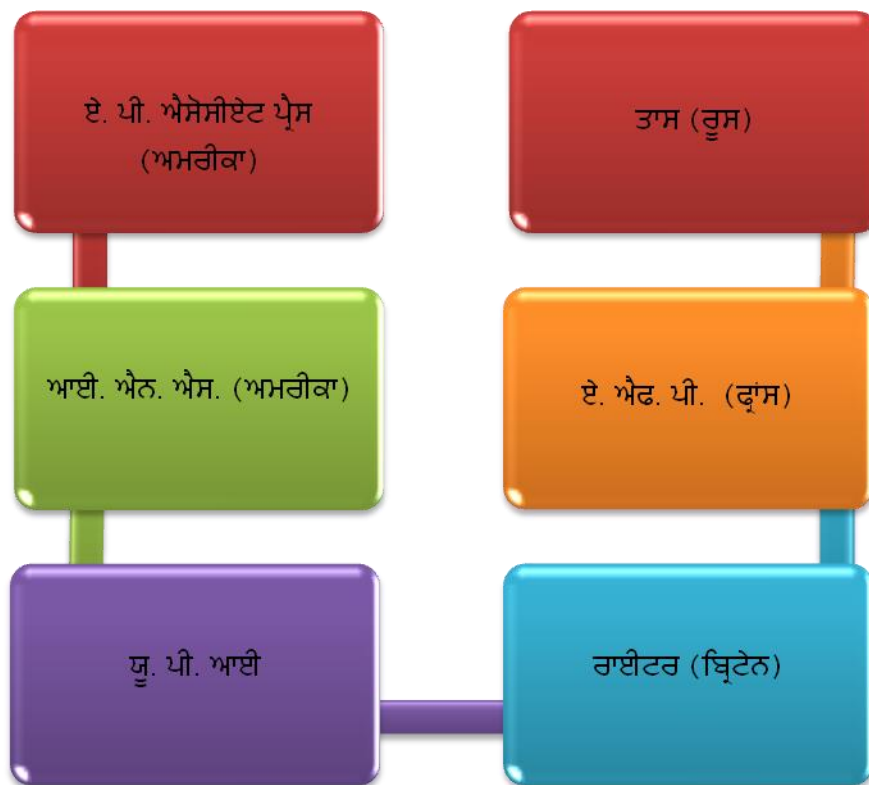 ਏ. ਪੀ. ਐਸੋਸੀਏਟ ਪ੍ਰੈਸ
(ਅਮਰੀਕਾ)
ਆਈ. ਐਨ. ਐਸ. (ਅਮਰੀਕਾ)
ਯੂ. ਪੀ. ਆਈ
ਰਾਈਟਰ (ਬ੍ਰਿਟੇਨ)
ਏ. ਐਫ. ਪੀ. (ਫ੍ਰਾਂਸ)
ਤਾਸ (ਰੂਸ)